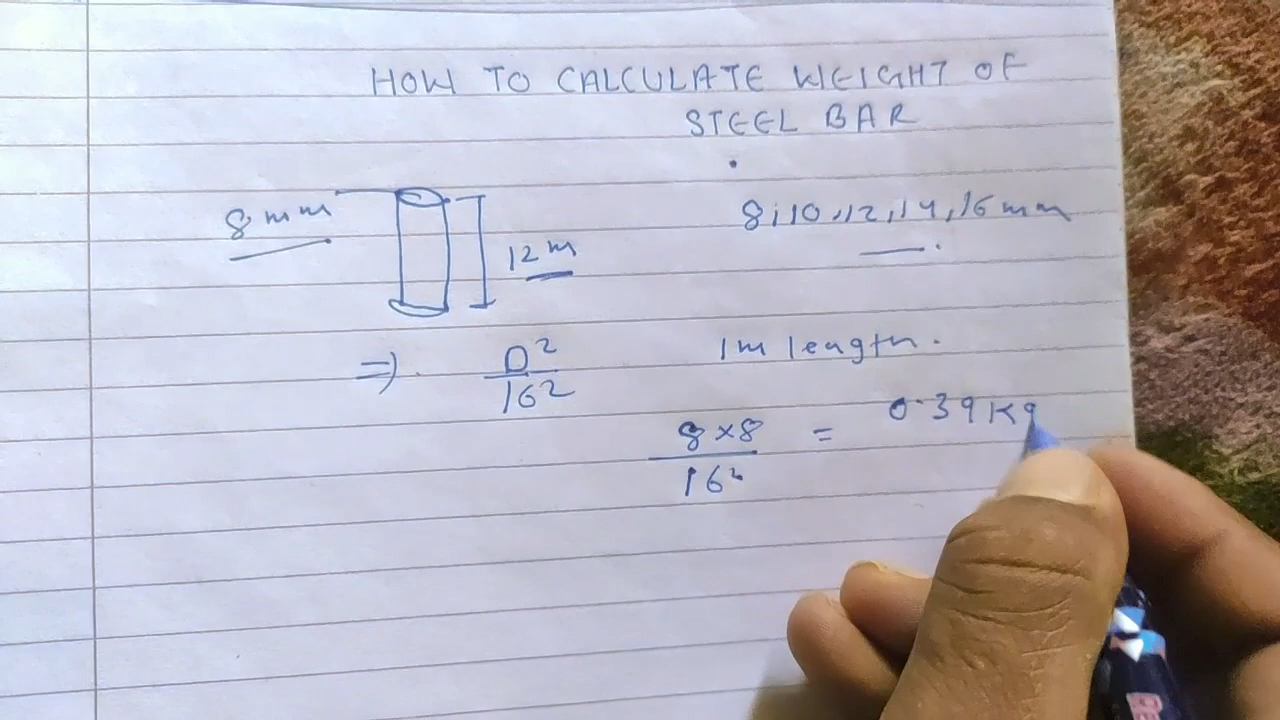 HOW TO CALCULATE WEIGHT OF
STEEL BAR
8mm
12m
8,10,12,14,16mm
=> D²/16²
1m length.
8×8/16² = 0.39Kg